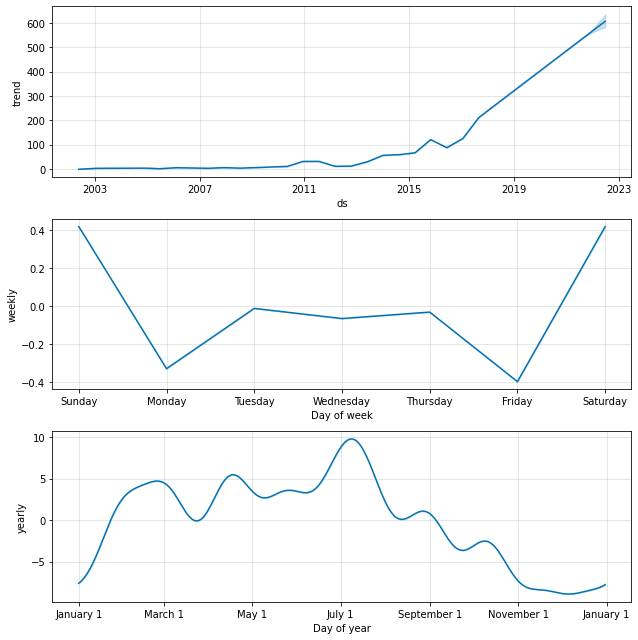 600
500
400
300
200
100
0
trend
2003 2007 2011 2015 2019 2023
ds
0.4
0.2
0.0
−0.2
−0.4
weekly
Sunday Monday Tuesday Wednesday Thursday Friday Saturday
Day of week
10
5
0
−5
yearly
January 1 March 1 May 1 July 1 September 1 November 1 January 1
Day of year